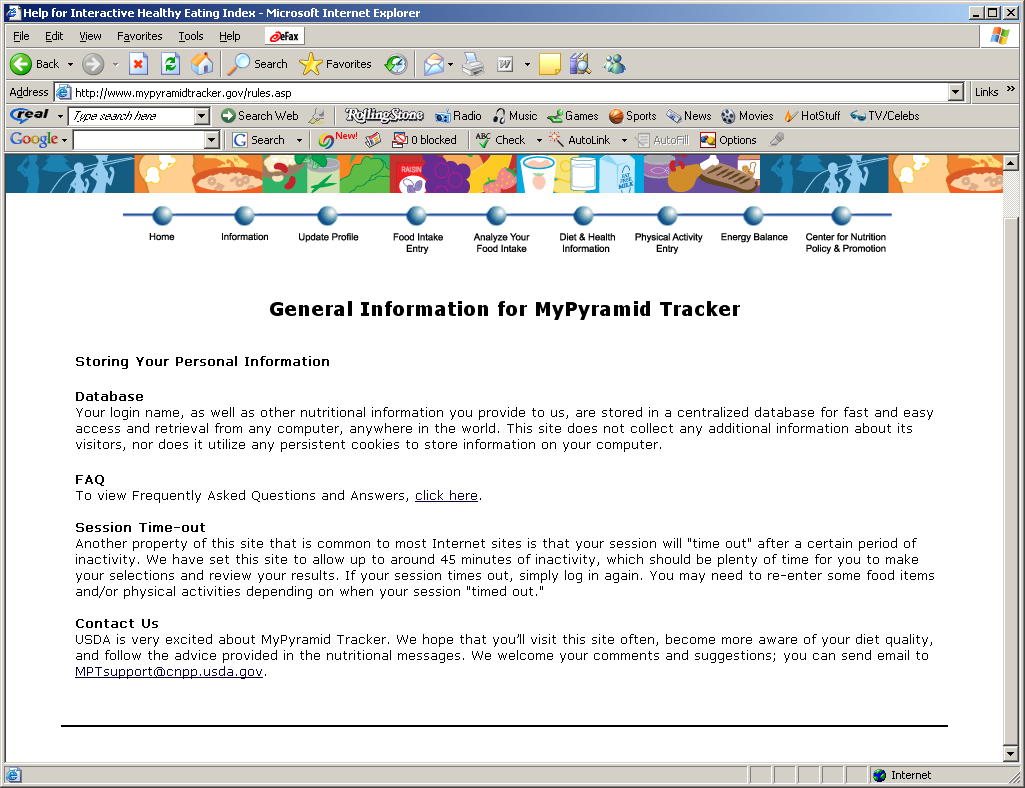 Help for Interactive Healthy Eating Index - Microsoft Internet Explorer
File Edit View Favorites Tools Help eFax
Back Search Favorites
Address http://www.mypyramidtracker.gov/rules.asp Links »
real Type search here Search Web RollingStone Radio Music Games Sports News Movies HotStuff TV/Celebs
Google Search New! 0 blocked ABC Check AutoLink AutoFill Options
RAISIN
FAT FREE MILK
Home Information Update Profile Food Intake Entry Analyze Your Food Intake Diet & Health Information Physical Activity Entry Energy Balance Center for Nutrition Policy & Promotion
General Information for MyPyramid Tracker
Storing Your Personal Information
Database
Your login name, as well as other nutritional information you provide to us, are stored in a centralized database for fast and easy
access and retrieval from any computer, anywhere in the world. This site does not collect any additional information about its
visitors, nor does it utilize any persistent cookies to store information on your computer.
FAQ
To view Frequently Asked Questions and Answers, click here.
Session Time-out
Another property of this site that is common to most Internet sites is that your session will "time out" after a certain period of
inactivity. We have set this site to allow up to around 45 minutes of inactivity, which should be plenty of time for you to make
your selections and review your results. If your session times out, simply log in again. You may need to re-enter some food items
and/or physical activities depending on when your session "timed out."
Contact Us
USDA is very excited about MyPyramid Tracker. We hope that you’ll visit this site often, become more aware of your diet quality,
and follow the advice provided in the nutritional messages. We welcome your comments and suggestions; you can send email to
MPTsupport@cnpp.usda.gov.
Internet